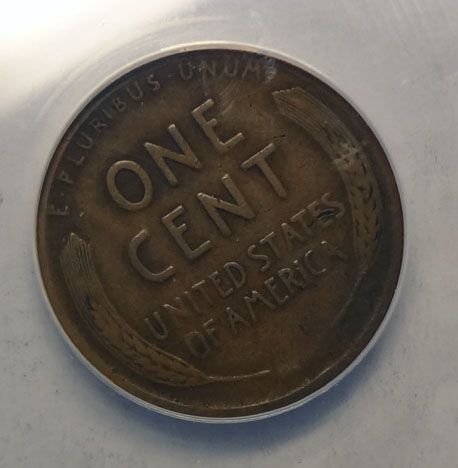 E·PLURIBUS·UNUM
ONE
CENT
UNITED STATES
OF AMERICA